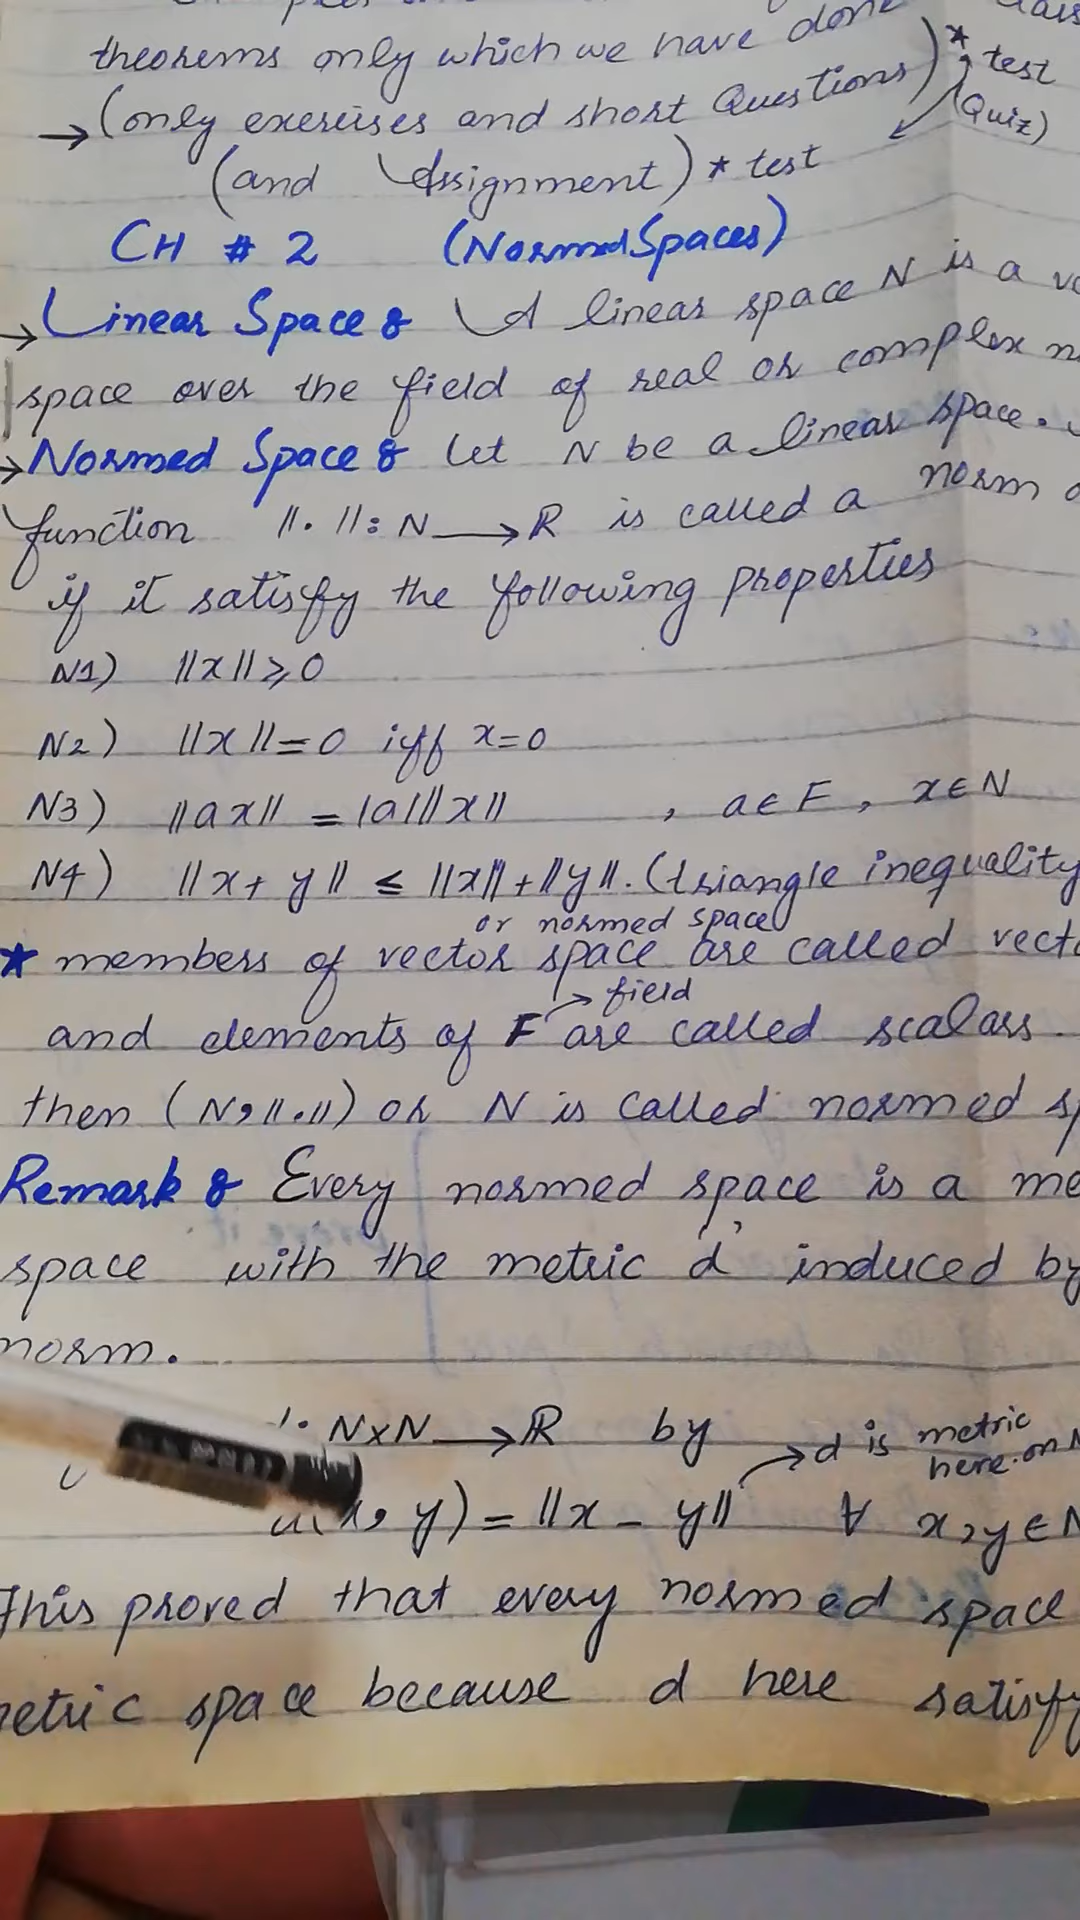 theorems only which we have done
* test
→ (only exercises and short Questions) (Quiz)
(and Assignment) * test
CH # 2 (Normed Spaces)
→ Linear Space: A linear space N is a
space over the field of real or complex
→ Normed Space: Let N be a linear space.
function ||.||: N → R is called a norm
if it satisfy the following properties
N1) ||x|| ≥ 0
N2) ||x|| = 0 iff x=0
N3) ||ax|| = |a| ||x|| , a ∈ F, x ∈ N
N4) ||x + y|| ≤ ||x|| + ||y||. (triangle inequality
or normed space
* members of vector space are called
→ field
and elements of F are called scalars.
then (N, ||.||) or N is called normed
Remark: Every normed space is a
space with the metric 'd' induced by
norm.
: N×N → R by
→ d is metric
here on N
(x, y) = ||x - y|| ∀ x, y ∈ N
This proved that every normed space
space because d here satisfy